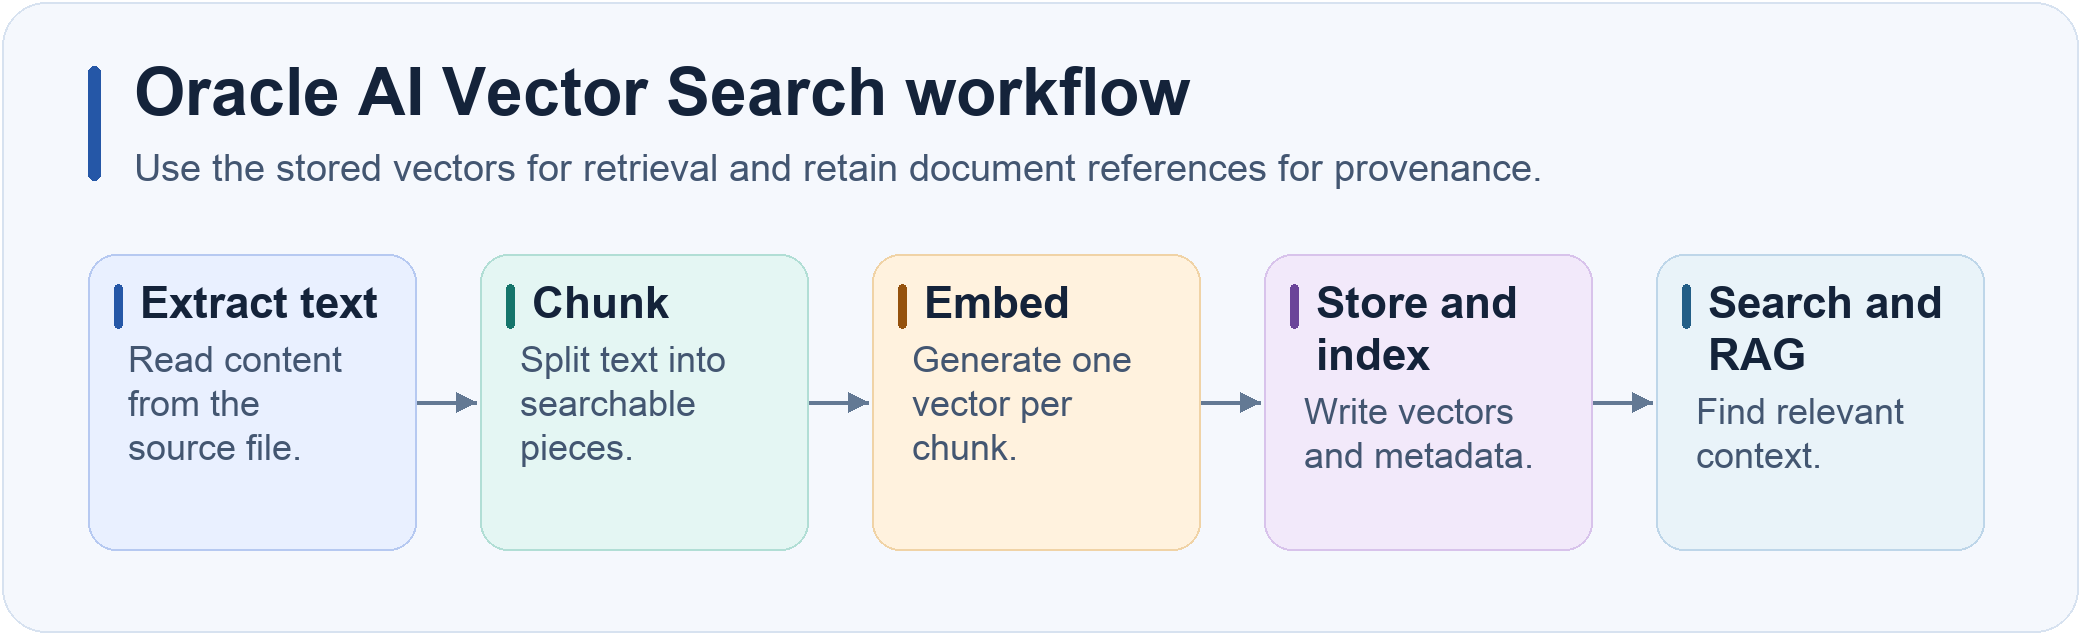 Oracle AI Vector Search workflow
Use the stored vectors for retrieval and retain document references for provenance.
Extract text
Read content
from the
source file.
Chunk
Split text into
searchable
pieces.
Embed
Generate one
vector per
chunk.
Store and
index
Write vectors
and metadata.
Search and
RAG
Find relevant
context.